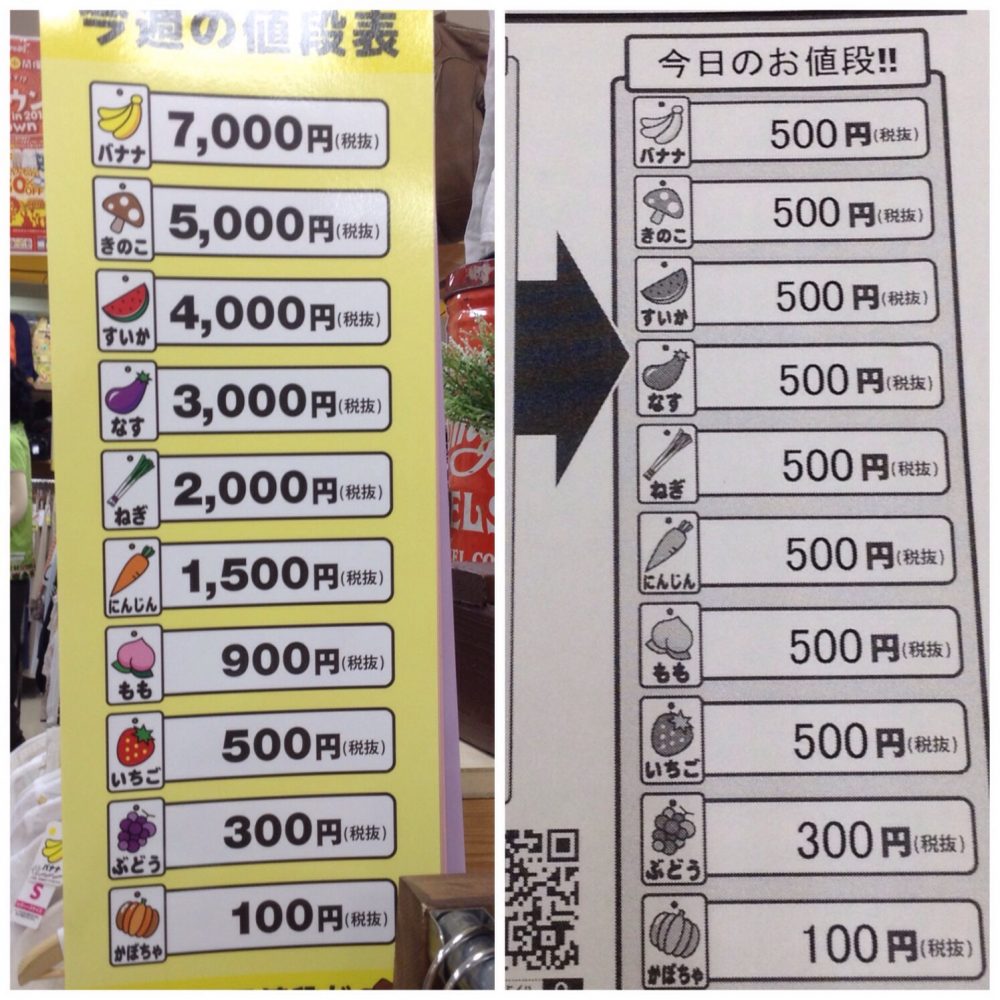 今週の値段表
バナナ 7,000円(税抜)
きのこ 5,000円(税抜)
すいか 4,000円(税抜)
なす 3,000円(税抜)
ねぎ 2,000円(税抜)
にんじん 1,500円(税抜)
もも 900円(税抜)
いちご 500円(税抜)
ぶどう 300円(税抜)
かぼちゃ 100円(税抜)
バナナ
S
今日のお値段!!
バナナ 500円(税抜)
きのこ 500円(税抜)
すいか 500円(税抜)
なす 500円(税抜)
ねぎ 500円(税抜)
にんじん 500円(税抜)
もも 500円(税抜)
いちご 500円(税抜)
ぶどう 300円(税抜)
かぼちゃ 100円(税抜)